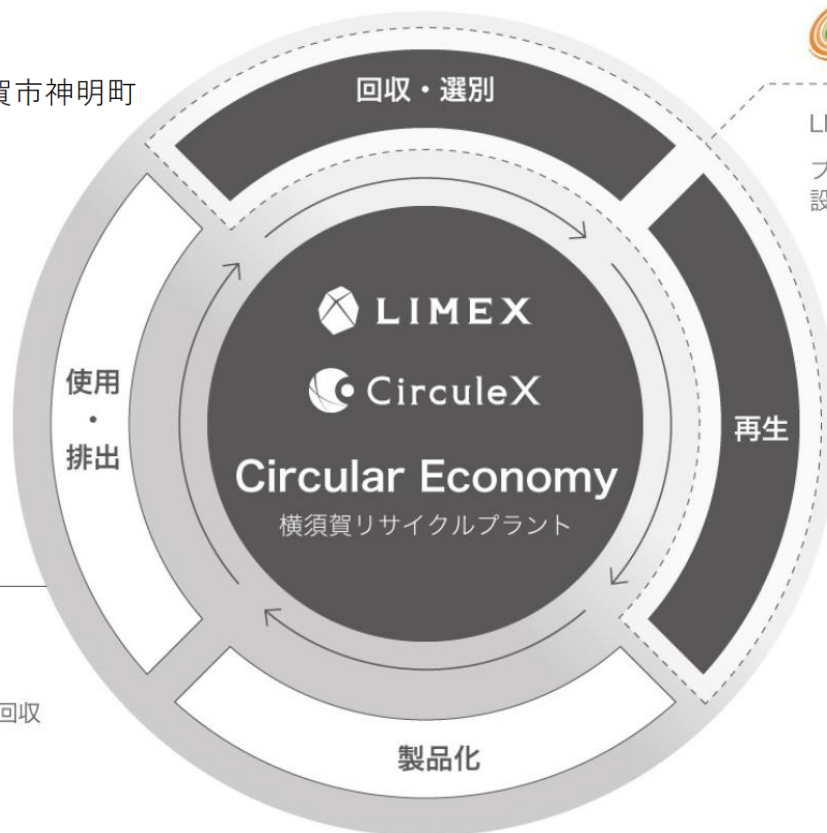 賀市神明町
回収・選別
LI
プ
設
LIMEX
CirculeX
使用
・
排出
再生
Circular Economy
横須賀リサイクルプラント
回収
製品化